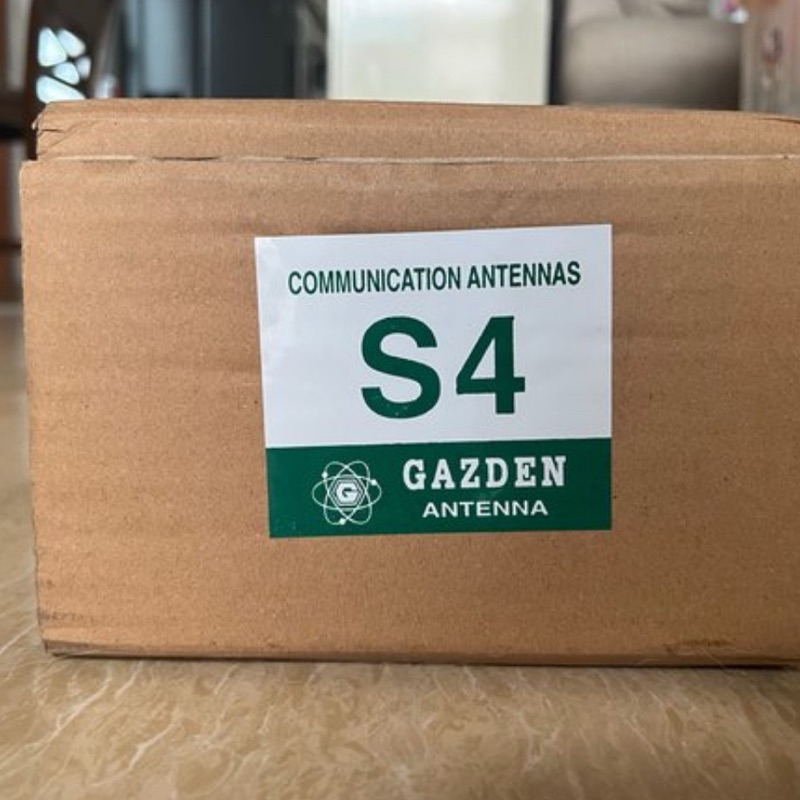 COMMUNICATION ANTENNAS
S4
G
GAZDEN
ANTENNA